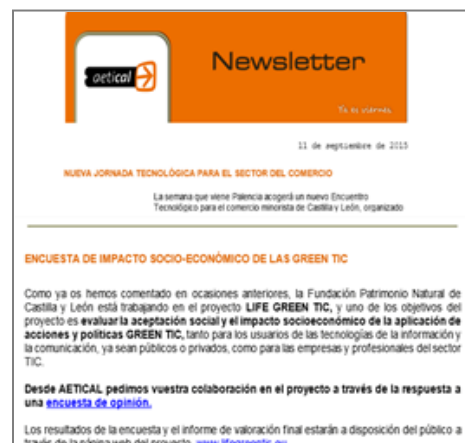 aetical
Newsletter
Ya es viernes
11 de septiembre de 2015
NUEVA JORNADA TECNOLÓGICA PARA EL SECTOR DEL COMERCIO
La semana que viene Palencia acogerá un nuevo Encuentro
Tecnológico para el comercio minorista de Castilla y León, organizado
ENCUESTA DE IMPACTO SOCIO-ECONÓMICO DE LAS GREEN TIC
Como ya os hemos comentado en ocasiones anteriores, la Fundación Patrimonio Natural de
Castilla y León está trabajando en el proyecto LIFE GREEN TIC, y uno de los objetivos del
proyecto es evaluar la aceptación social y el impacto socioeconómico de la aplicación de
acciones y políticas GREEN TIC, tanto para los usuarios de las tecnologías de la información y
la comunicación, ya sean públicos o privados, como para las empresas y profesionales del sector
TIC.
Desde AETICAL pedimos vuestra colaboración en el proyecto a través de la respuesta a
una encuesta de opinión.
Los resultados de la encuesta y el informe de valoración final estarán a disposición del público a
través de la página web del proyecto, www.lifegreentic.eu